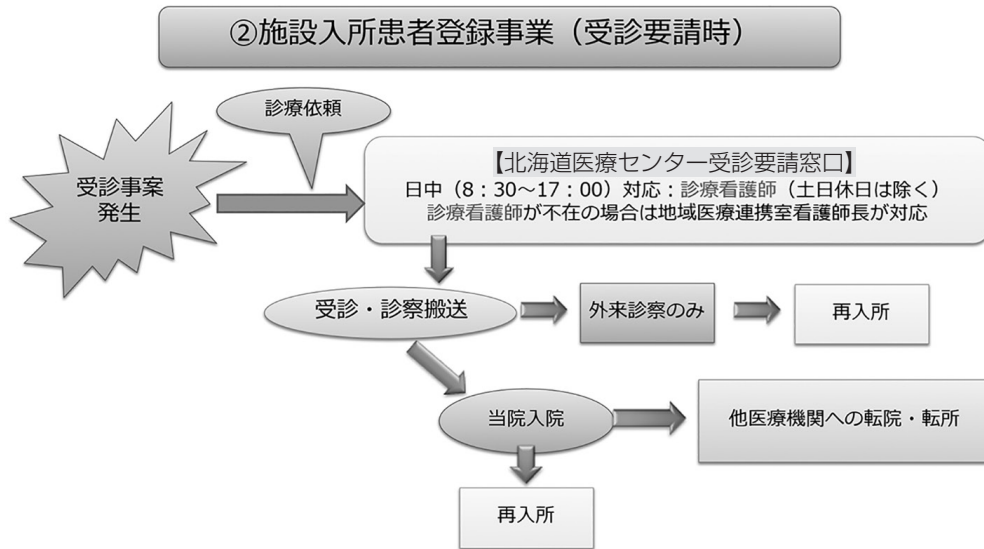 ②施設入所患者登録事業（受診要請時）
診療依頼
受診事案
発生
【北海道医療センター受診要請窓口】
日中（8：30～17：00）対応：診療看護師（土日休日は除く）
診療看護師が不在の場合は地域医療連携室看護師長が対応
受診・診察搬送
外来診察のみ
再入所
当院入院
他医療機関への転院・転所
再入所